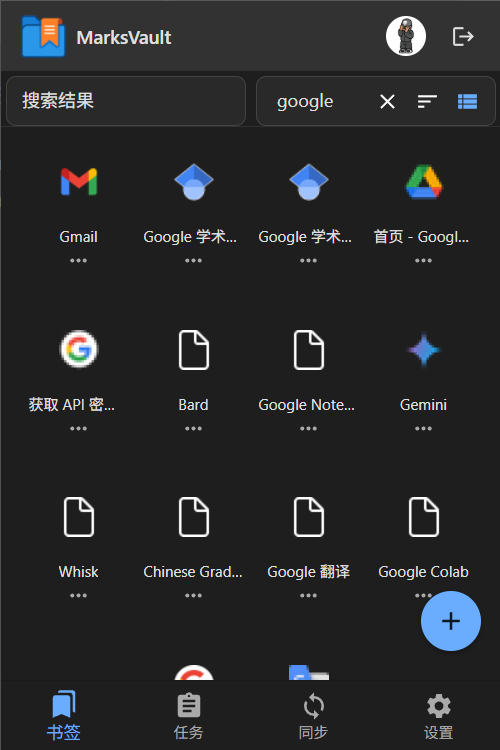 MarksVault
搜索结果
google
Gmail
Google 学术...
Google 学术...
首页 - Googl...
获取 API 密...
Bard
Google Note...
Gemini
Whisk
Chinese Grad...
Google 翻译
Google Colab
书签
任务
同步
设置